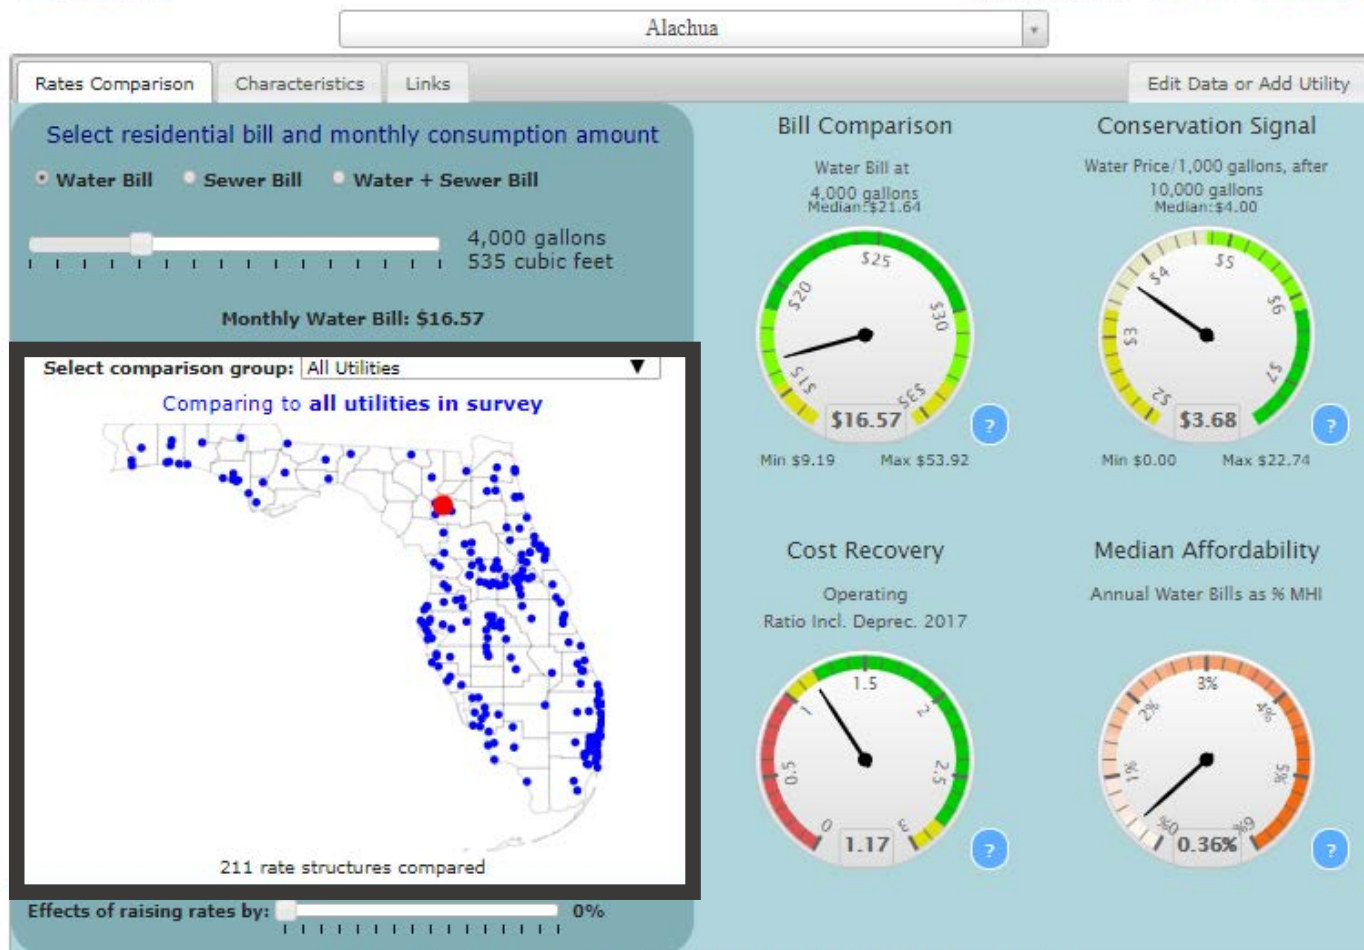 Alachua
Rates Comparison
Characteristics
Links
Edit Data or Add Utility
Select residential bill and monthly consumption amount
Water Bill
Sewer Bill
Water + Sewer Bill
4,000 gallons
535 cubic feet
Monthly Water Bill: $16.57
Select comparison group: All Utilities
Comparing to all utilities in survey
211 rate structures compared
Effects of raising rates by:
0%
Bill Comparison
Water Bill at
4,000 gallons
Median:$21.64
$15
$20
$25
$30
$35
$16.57
?
Min $9.19
Max $53.92
Conservation Signal
Water Price/1,000 gallons, after
10,000 gallons
Median:$4.00
$2
$3
$4
$5
$6
$7
$3.68
?
Min $0.00
Max $22.74
Cost Recovery
Operating
Ratio Incl. Deprec. 2017
0
0.5
1
1.5
2
2.5
3
1.17
?
Median Affordability
Annual Water Bills as % MHI
0%
1%
2%
3%
4%
5%
6%
0.36%
?